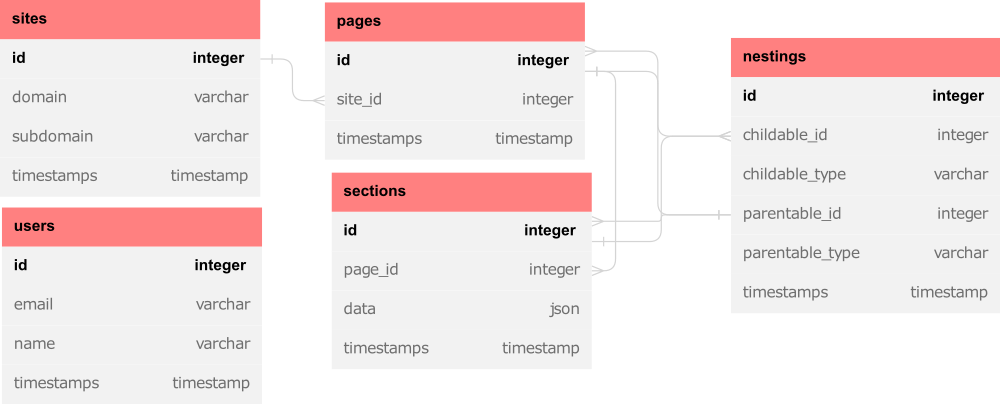 sites
id integer
domain varchar
subdomain varchar
timestamps timestamp
users
id integer
email varchar
name varchar
timestamps timestamp
pages
id integer
site_id integer
timestamps timestamp
sections
id integer
page_id integer
data json
timestamps timestamp
nestings
id integer
childable_id integer
childable_type varchar
parentable_id integer
parentable_type varchar
timestamps timestamp